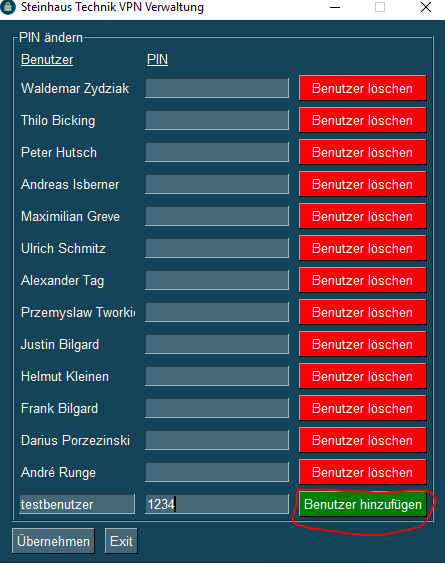 Steinhaus Technik VPN Verwaltung
PIN ändern
Benutzer PIN
Waldemar Zydziak Benutzer löschen
Thilo Bicking Benutzer löschen
Peter Hutsch Benutzer löschen
Andreas Isberner Benutzer löschen
Maximilian Greve Benutzer löschen
Ulrich Schmitz Benutzer löschen
Alexander Tag Benutzer löschen
Przemyslaw Tworkie Benutzer löschen
Justin Bilgard Benutzer löschen
Helmut Kleinen Benutzer löschen
Frank Bilgard Benutzer löschen
Darius Porzezinski Benutzer löschen
André Runge Benutzer löschen
testbenutzer 1234 Benutzer hinzufügen
Übernehmen Exit